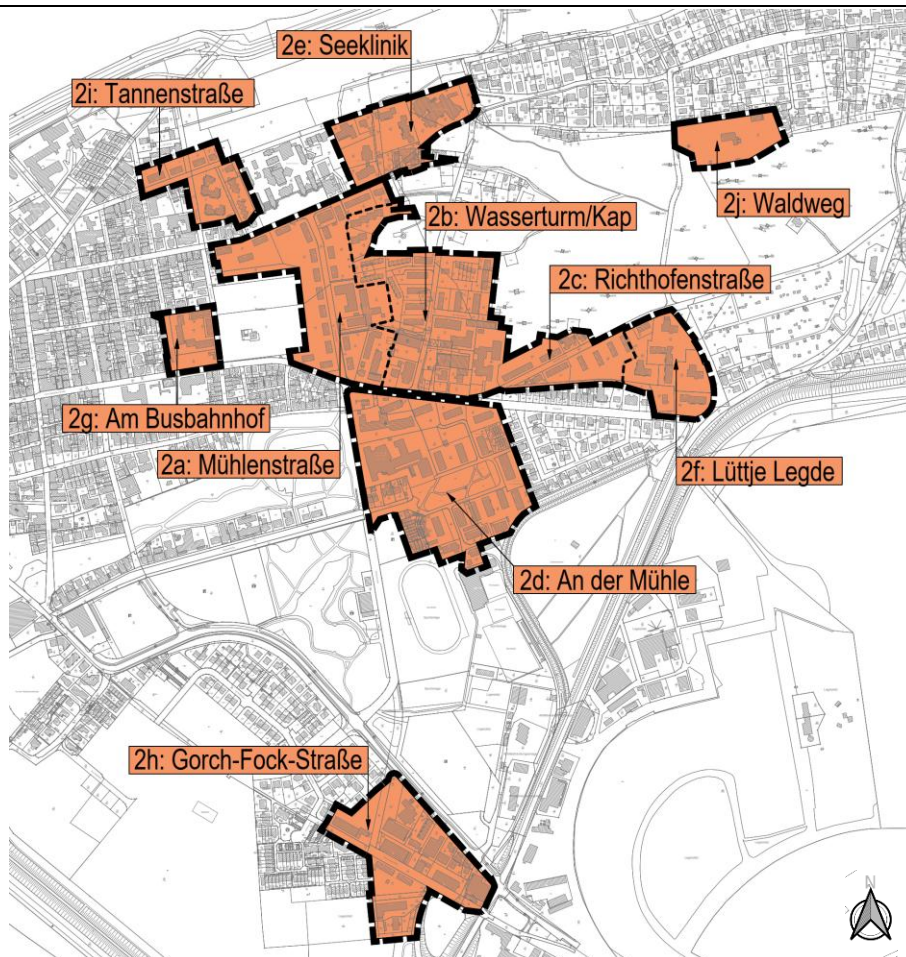 2e: Seeklinik
2i: Tannenstraße
2b: Wasserturm/Kap
2j: Waldweg
2c: Richthofenstraße
2g: Am Busbahnhof
2a: Mühlenstraße
2f: Lüttje Legde
2d: An der Mühle
2h: Gorch-Fock-Straße
N